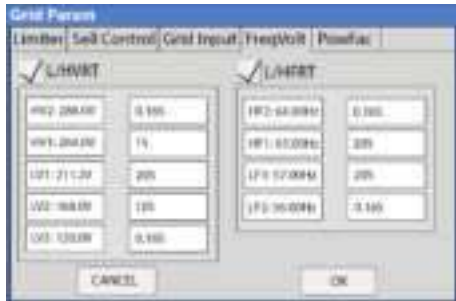 Grid Param
Limiter Sell Control Grid Input Freq/Volt Powfac
L/HVRT
L/HFRT
HV2: 288.0V 0.16S
HV1: 264.0V 1S
LV1: 211.2V 20S
LV2: 168.0V 10S
LV3: 120.0V 0.16S
HF2: 64.00Hz 0.16S
HF1: 61.00Hz 20S
LF1: 57.00Hz 20S
LF2: 56.00Hz 0.16S
CANCEL
OK